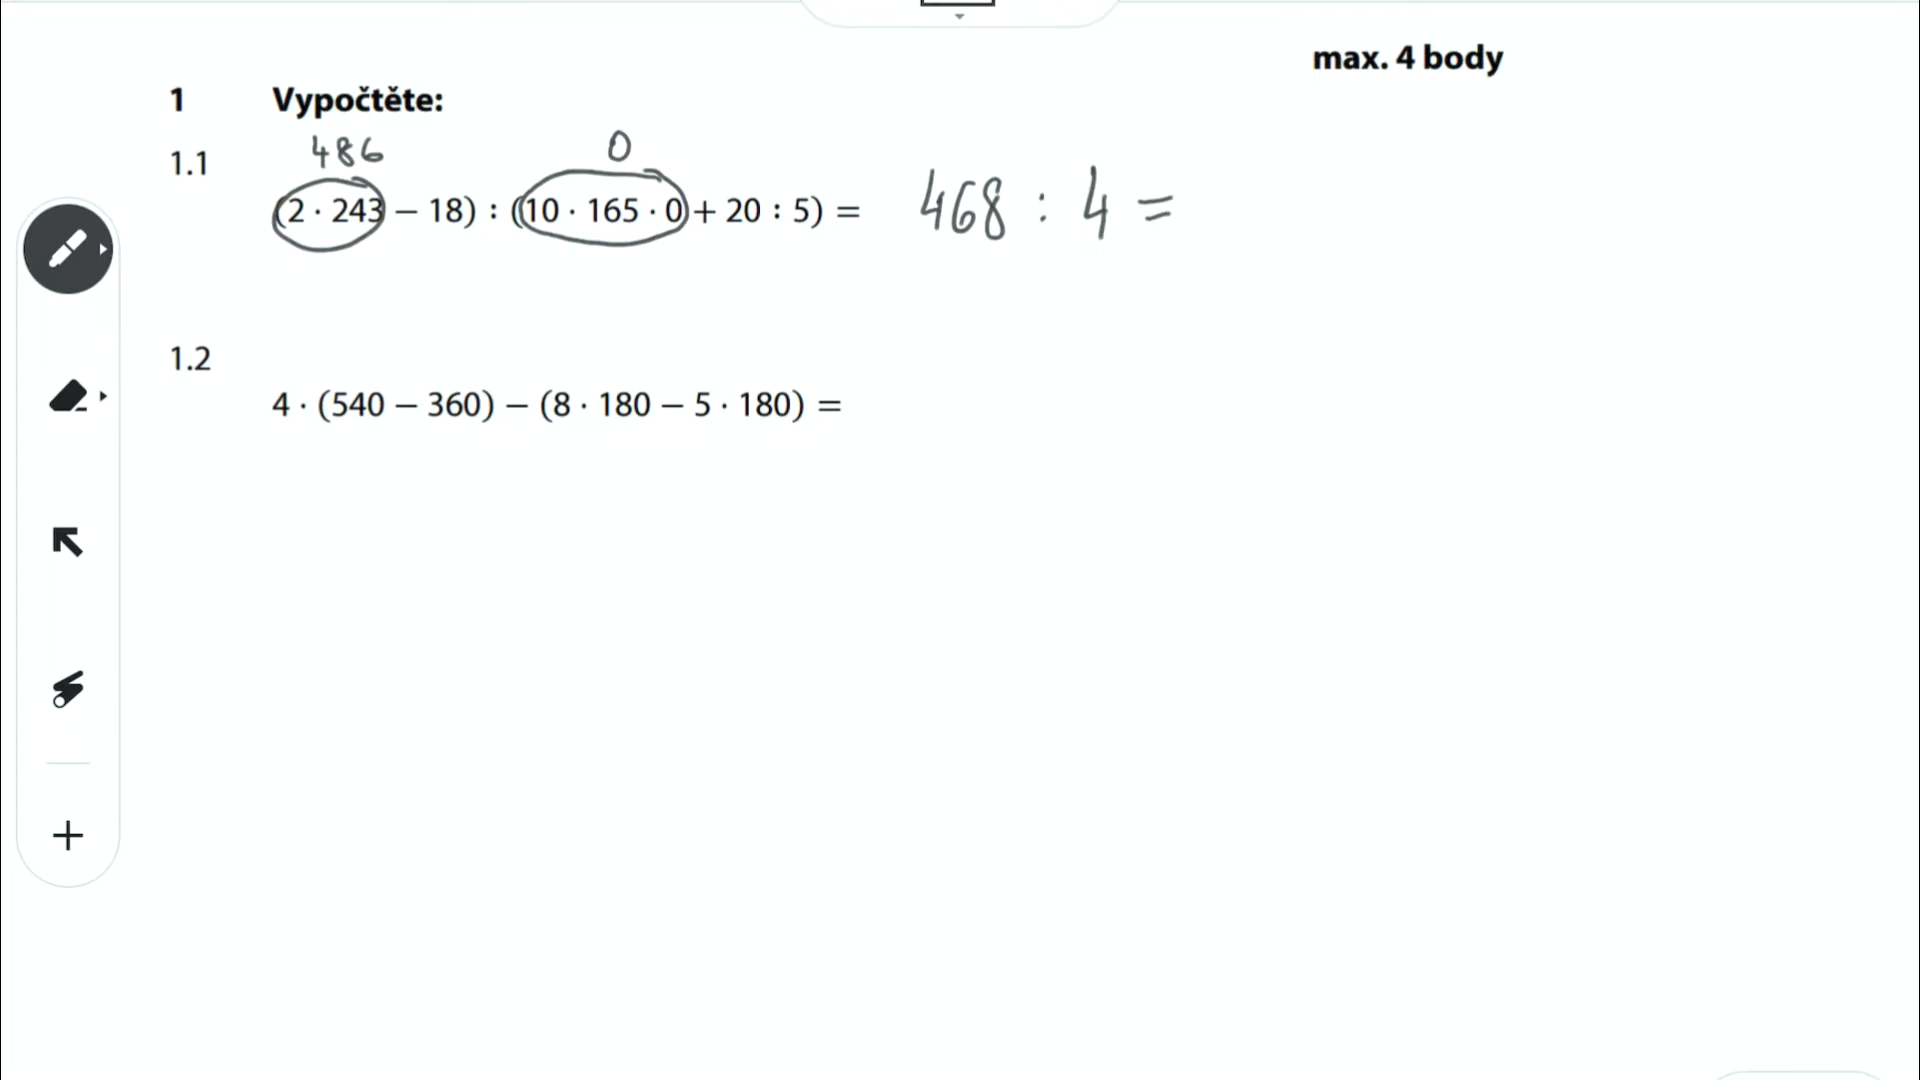 max. 4 body
1 Vypočtěte:
486 0
1.1
(2 · 243 − 18) : (10 · 165 · 0 + 20 : 5) = 468 : 4 =
1.2
4 · (540 − 360) − (8 · 180 − 5 · 180) =